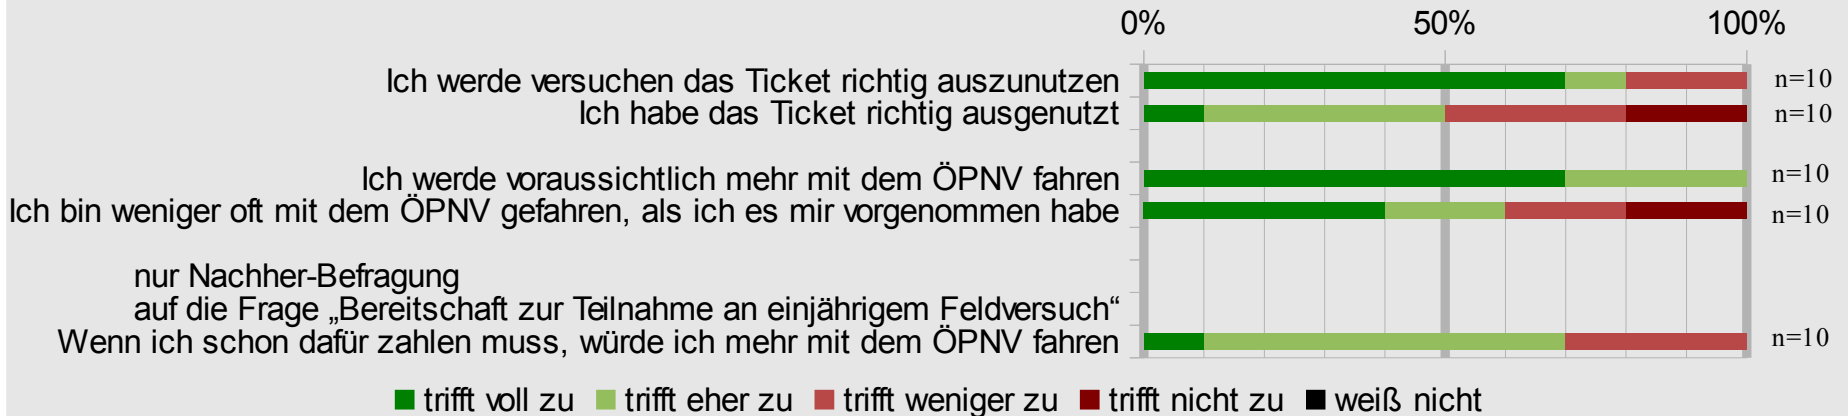 0% 50% 100%
Ich werde versuchen das Ticket richtig auszunutzen n=10
Ich habe das Ticket richtig ausgenutzt n=10
Ich werde voraussichtlich mehr mit dem ÖPNV fahren n=10
Ich bin weniger oft mit dem ÖPNV gefahren, als ich es mir vorgenommen habe n=10
nur Nachher-Befragung
auf die Frage „Bereitschaft zur Teilnahme an einjährigem Feldversuch“
Wenn ich schon dafür zahlen muss, würde ich mehr mit dem ÖPNV fahren n=10
trifft voll zu trifft eher zu trifft weniger zu trifft nicht zu weiß nicht